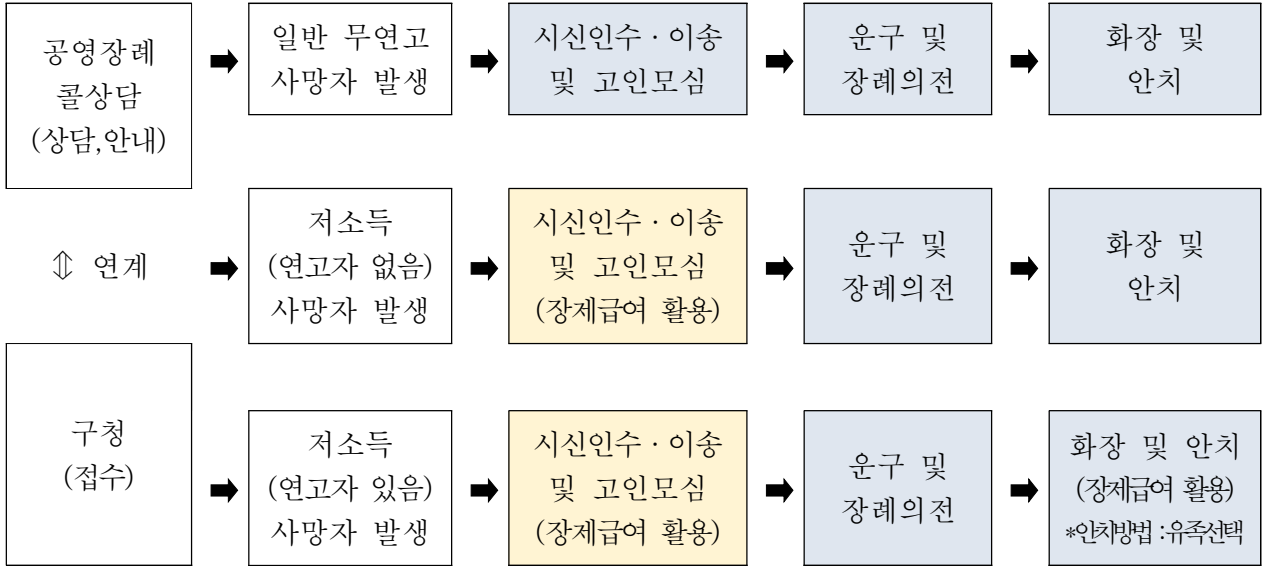 공영장례
콜상담
(상담,안내)
➡
일반 무연고
사망자 발생
➡
시신인수 · 이송
및 고인모심
➡
운구 및
장례의전
➡
화장 및
안치
⇕ 연계
➡
저소득
(연고자 없음)
사망자 발생
➡
시신인수 · 이송
및 고인모심
(장제급여 활용)
➡
운구 및
장례의전
➡
화장 및
안치
구청
(접수)
➡
저소득
(연고자 있음)
사망자 발생
➡
시신인수 · 이송
및 고인모심
(장제급여 활용)
➡
운구 및
장례의전
➡
화장 및 안치
(장제급여 활용)
*안치방법 :유족선택